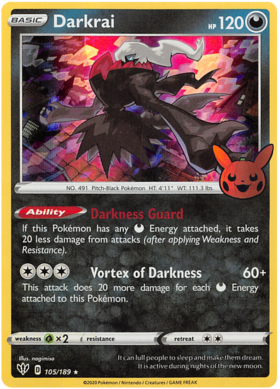 BASIC Darkrai HP 120
NO. 491 Pitch-Black Pokémon HT. 4'11" WT. 111.3 lbs.
Ability Darkness Guard
If this Pokémon has any Energy attached, it takes
20 less damage from attacks (after applying Weakness and
Resistance).
Vortex of Darkness 60+
This attack does 20 more damage for each Energy
attached to this Pokémon.
weakness ×2 resistance retreat
illus. nagimiso
D 105/189 ★
It can lull people to sleep and make them dream.
It is active during nights of the new moon.
©2020 Pokémon / Nintendo / Creatures / GAME FREAK